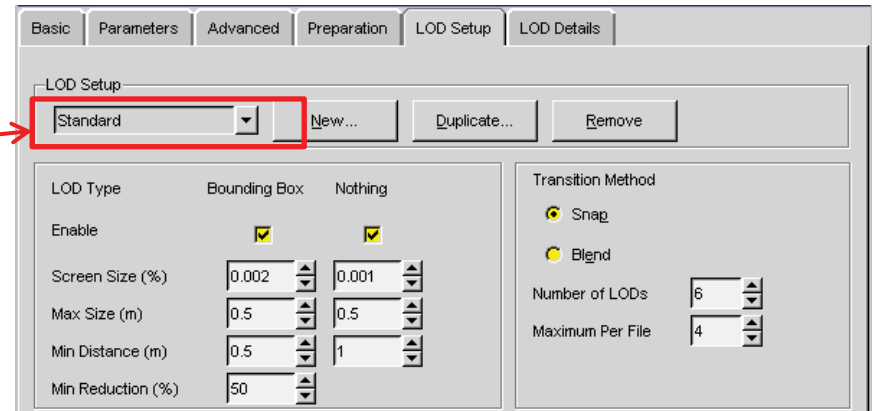 Basic Parameters Advanced Preparation LOD Setup LOD Details
LOD Setup
Standard New... Duplicate... Remove
LOD Type Bounding Box Nothing
Enable
Screen Size (%) 0.002 0.001
Max Size (m) 0.5 0.5
Min Distance (m) 0.5 1
Min Reduction (%) 50
Transition Method
Snap
Blend
Number of LODs 6
Maximum Per File 4